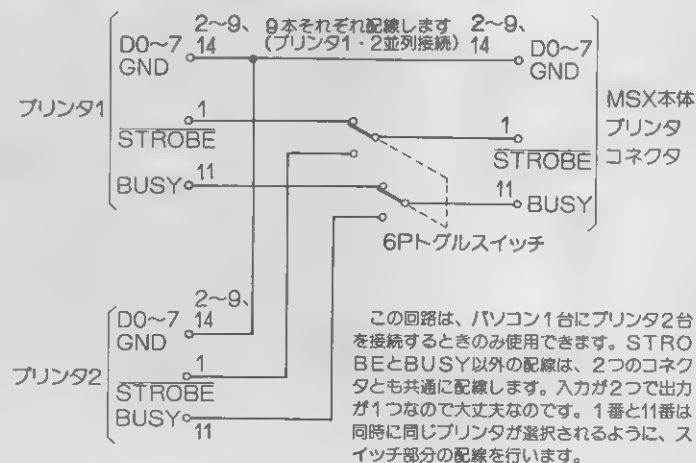 2〜9、
9本それぞれ配線します
2〜9、
D0〜7
14
(プリンタ1・2並列接続)
14
D0〜7
GND
GND
プリンタ1
MSX本体
1
1
プリンタ
STROBE
STROBE
コネクタ
BUSY
11
11
BUSY
6Pトグルスイッチ
2〜9、
D0〜7
14
GND
1
プリンタ2
STROBE
BUSY
11
この回路は、パソコン1台にプリンタ2台
を接続するときのみ使用できます。STRO
BEとBUSY以外の配線は、2つのコネク
タとも共通に配線します。入力が2つで出力
が1つなので大丈夫なのです。1番と11番は
同時に同じプリンタが選択されるように、ス
イッチ部分の配線を行います。